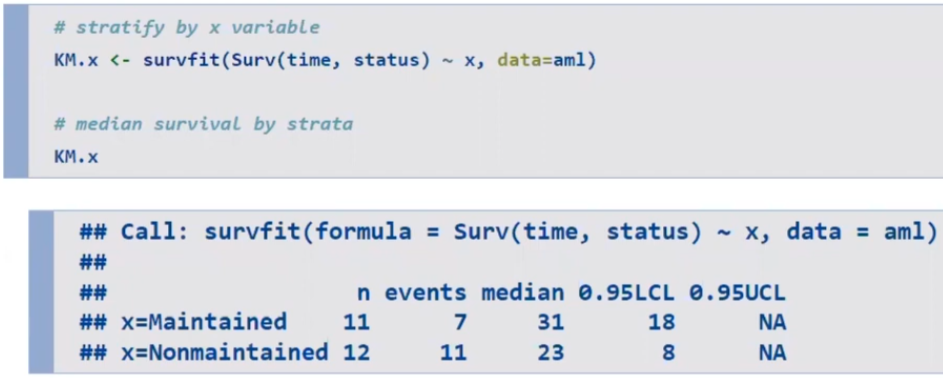 # stratify by x variable
KM.x <- survfit(Surv(time, status) ~ x, data=aml)
# median survival by strata
KM.x
## Call: survfit(formula = Surv(time, status) ~ x, data = aml)
##
##                  n events median 0.95LCL 0.95UCL
## x=Maintained    11      7     31      18      NA
## x=Nonmaintained 12     11     23       8      NA